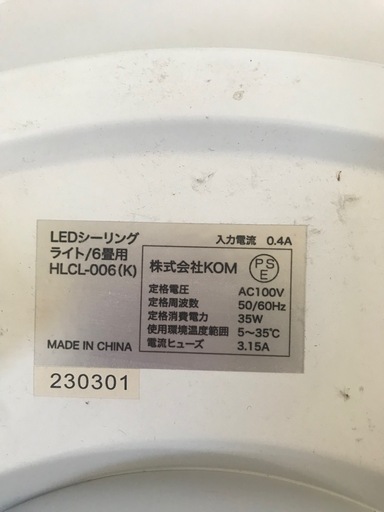 LEDシーリング
ライト/6畳用
HLCL-006(K)
MADE IN CHINA
230301
入力電流 0.4A
株式会社KOM
PSE
定格電圧 AC100V
定格周波数 50/60Hz
定格消費電力 35W
使用環境温度範囲 5~35℃
電流ヒューズ 3.15A